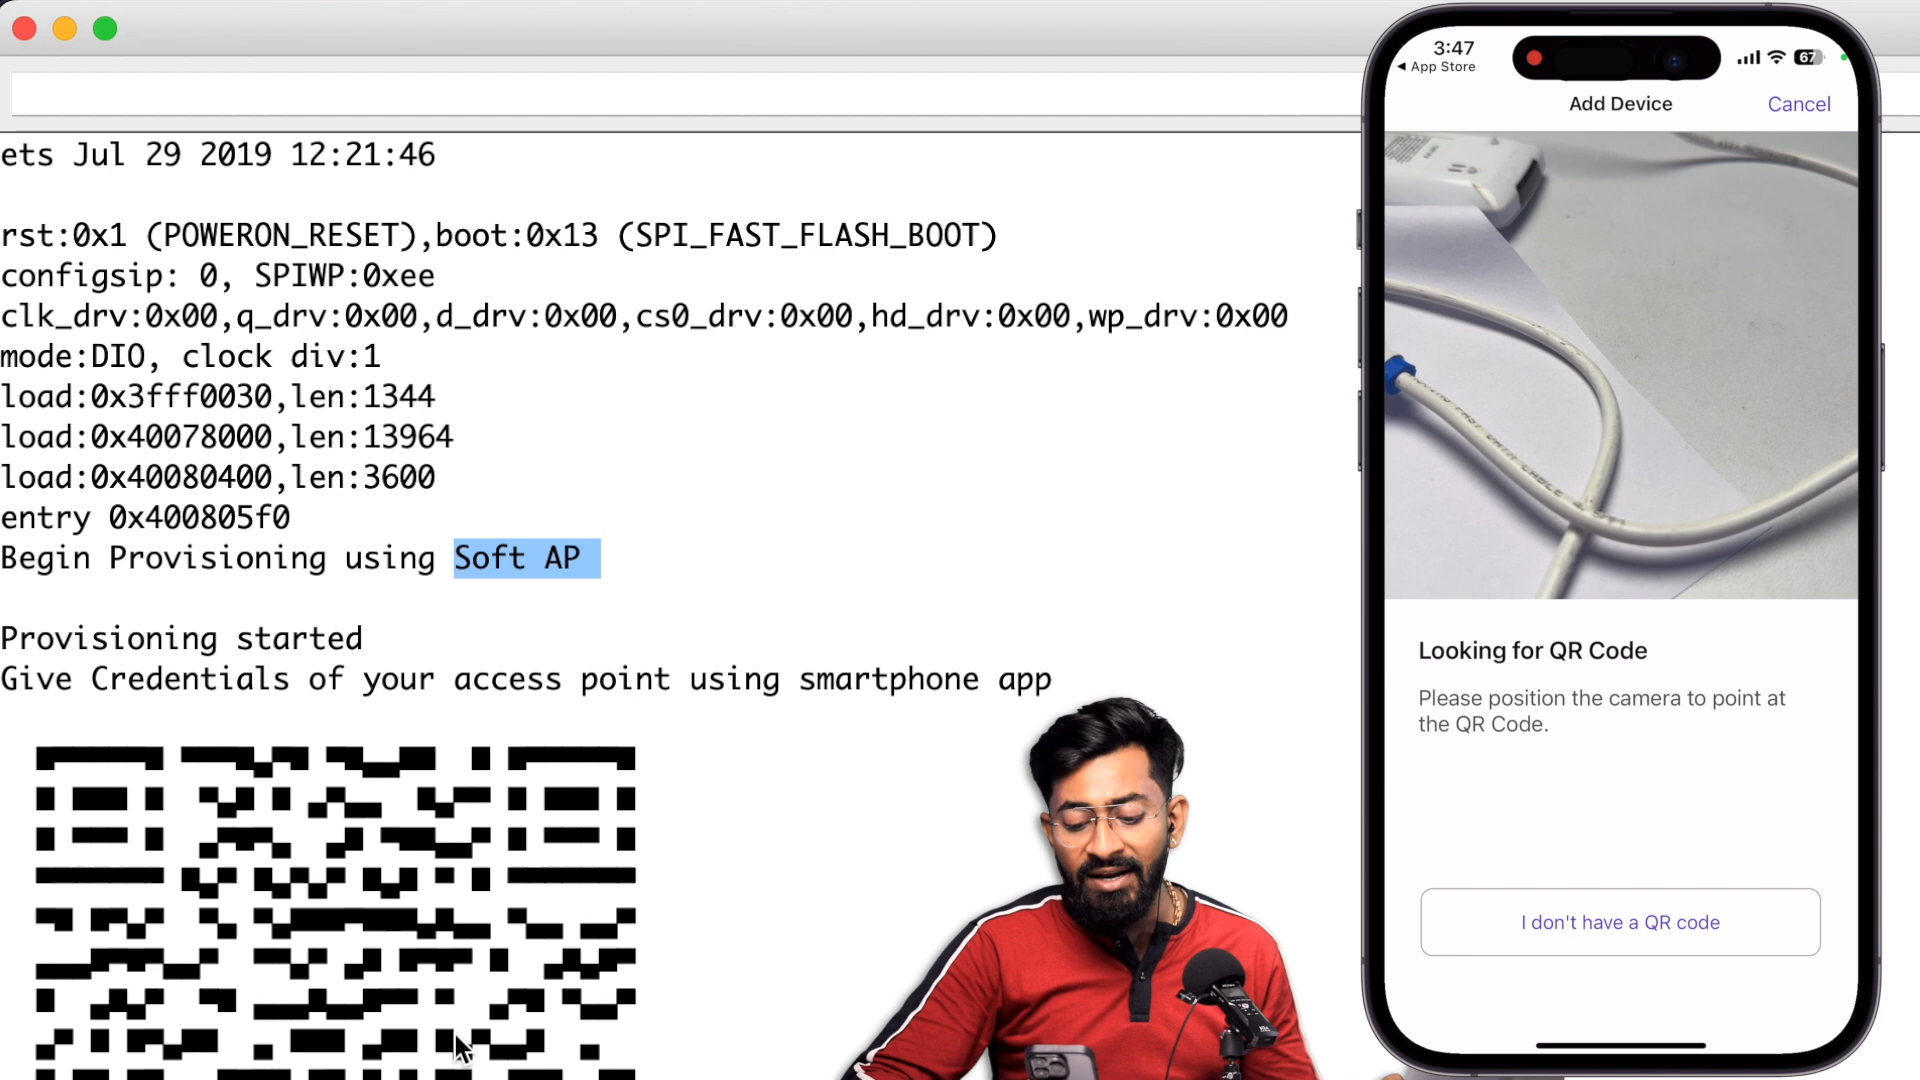 ets Jul 29 2019 12:21:46
rst:0x1 (POWERON_RESET),boot:0x13 (SPI_FAST_FLASH_BOOT)
configsip: 0, SPIWP:0xee
clk_drv:0x00,q_drv:0x00,d_drv:0x00,cs0_drv:0x00,hd_drv:0x00,wp_drv:0x00
mode:DIO, clock div:1
load:0x3fff0030,len:1344
load:0x40078000,len:13964
load:0x40080400,len:3600
entry 0x400805f0
Begin Provisioning using Soft AP
Provisioning started
Give Credentials of your access point using smartphone app
3:47
67
◀ App Store
Add Device
Cancel
Looking for QR Code
Please position the camera to point at
the QR Code.
I don't have a QR code